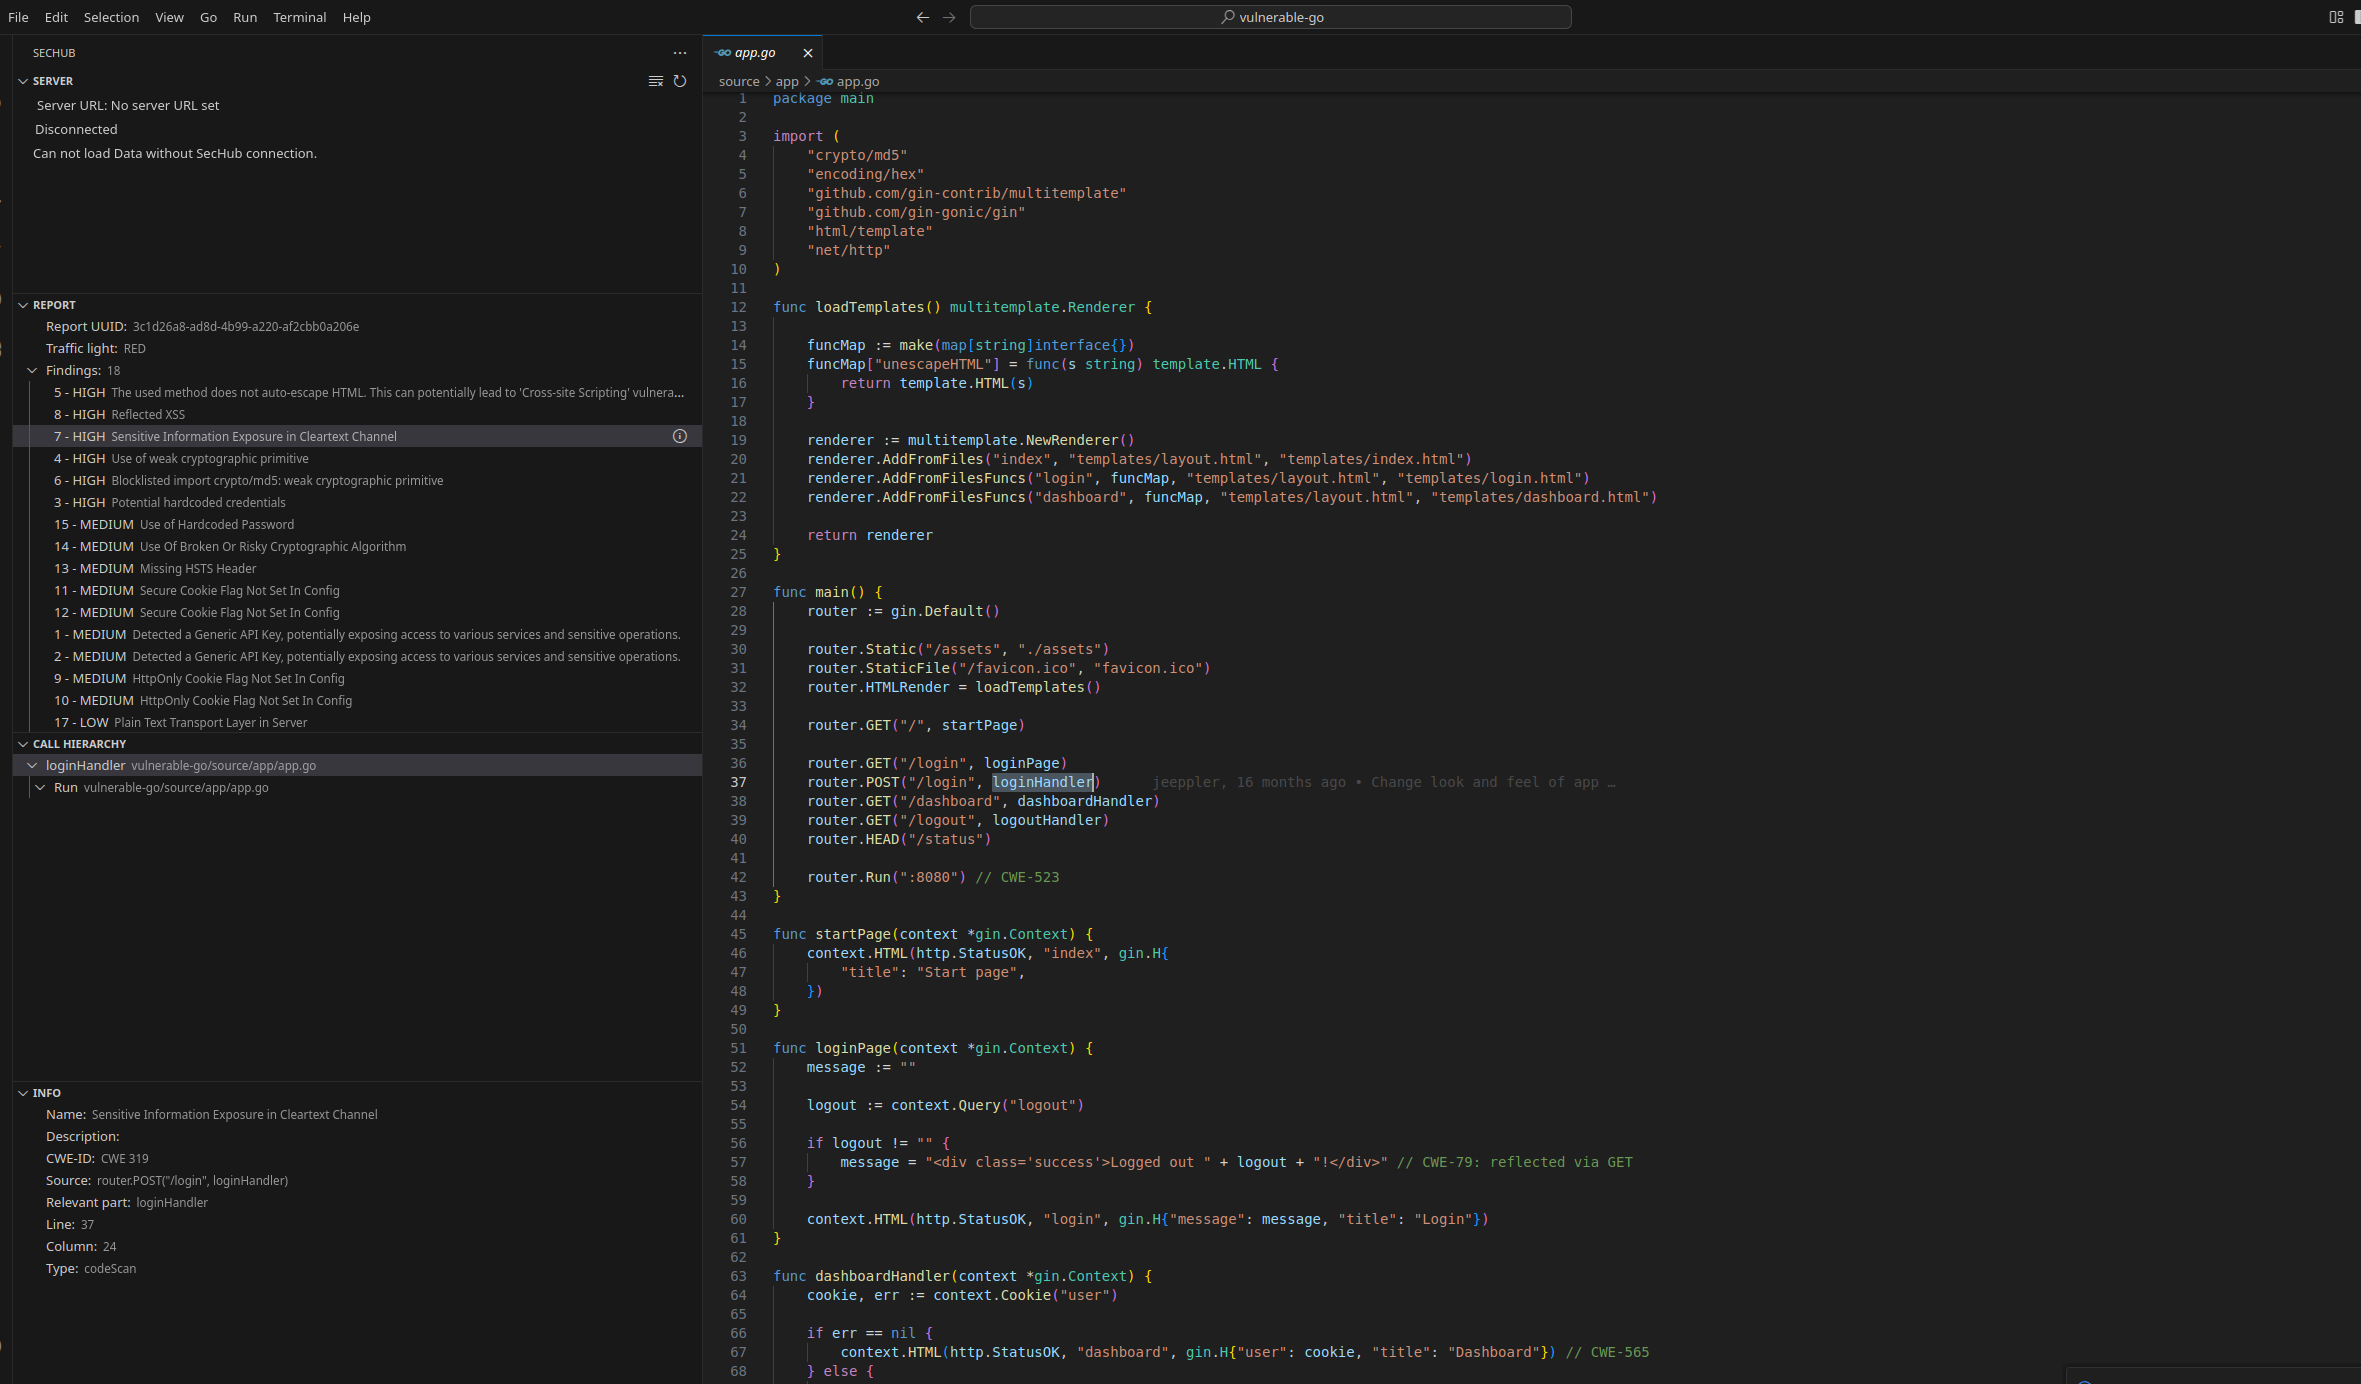 File Edit Selection View Go Run Terminal Help
vulnerable-go
SECHUB
SERVER
Server URL: No server URL set
Disconnected
Can not load Data without SecHub connection.
REPORT
Report UUID: 3c1d26a8-ad8d-4b99-a220-af2cbb0a206e
Traffic light: RED
Findings: 18
5 - HIGH The used method does not auto-escape HTML. This can potentially lead to 'Cross-site Scripting' vulnera...
8 - HIGH Reflected XSS
7 - HIGH Sensitive Information Exposure in Cleartext Channel
4 - HIGH Use of weak cryptographic primitive
6 - HIGH Blocklisted import crypto/md5: weak cryptographic primitive
3 - HIGH Potential hardcoded credentials
15 - MEDIUM Use of Hardcoded Password
14 - MEDIUM Use Of Broken Or Risky Cryptographic Algorithm
13 - MEDIUM Missing HSTS Header
11 - MEDIUM Secure Cookie Flag Not Set In Config
12 - MEDIUM Secure Cookie Flag Not Set In Config
1 - MEDIUM Detected a Generic API Key, potentially exposing access to various services and sensitive operations.
2 - MEDIUM Detected a Generic API Key, potentially exposing access to various services and sensitive operations.
9 - MEDIUM HttpOnly Cookie Flag Not Set In Config
10 - MEDIUM HttpOnly Cookie Flag Not Set In Config
17 - LOW Plain Text Transport Layer in Server
CALL HIERARCHY
loginHandler vulnerable-go/source/app/app.go
Run vulnerable-go/source/app/app.go
INFO
Name: Sensitive Information Exposure in Cleartext Channel
Description:
CWE-ID: CWE 319
Source: router.POST("/login", loginHandler)
Relevant part: loginHandler
Line: 37
Column: 24
Type: codeScan
GO app.go
source > app > GO app.go
1 package main
2
3 import (
4 "crypto/md5"
5 "encoding/hex"
6 "github.com/gin-contrib/multitemplate"
7 "github.com/gin-gonic/gin"
8 "html/template"
9 "net/http"
10 )
11
12 func loadTemplates() multitemplate.Renderer {
13
14 funcMap := make(map[string]interface{})
15 funcMap["unescapeHTML"] = func(s string) template.HTML {
16 return template.HTML(s)
17 }
18
19 renderer := multitemplate.NewRenderer()
20 renderer.AddFromFiles("index", "templates/layout.html", "templates/index.html")
21 renderer.AddFromFilesFuncs("login", funcMap, "templates/layout.html", "templates/login.html")
22 renderer.AddFromFilesFuncs("dashboard", funcMap, "templates/layout.html", "templates/dashboard.html")
23
24 return renderer
25 }
26
27 func main() {
28 router := gin.Default()
29
30 router.Static("/assets", "./assets")
31 router.StaticFile("/favicon.ico", "favicon.ico")
32 router.HTMLRender = loadTemplates()
33
34 router.GET("/", startPage)
35
36 router.GET("/login", loginPage)
37 router.POST("/login", loginHandler) jeeppler, 16 months ago • Change look and feel of app …
38 router.GET("/dashboard", dashboardHandler)
39 router.GET("/logout", logoutHandler)
40 router.HEAD("/status")
41
42 router.Run(":8080") // CWE-523
43 }
44
45 func startPage(context *gin.Context) {
46 context.HTML(http.StatusOK, "index", gin.H{
47 "title": "Start page",
48 })
49 }
50
51 func loginPage(context *gin.Context) {
52 message := ""
53
54 logout := context.Query("logout")
55
56 if logout != "" {
57 message = "<div class='success'>Logged out " + logout + "!</div>" // CWE-79: reflected via GET
58 }
59
60 context.HTML(http.StatusOK, "login", gin.H{"message": message, "title": "Login"})
61 }
62
63 func dashboardHandler(context *gin.Context) {
64 cookie, err := context.Cookie("user")
65
66 if err == nil {
67 context.HTML(http.StatusOK, "dashboard", gin.H{"user": cookie, "title": "Dashboard"}) // CWE-565
68 } else {